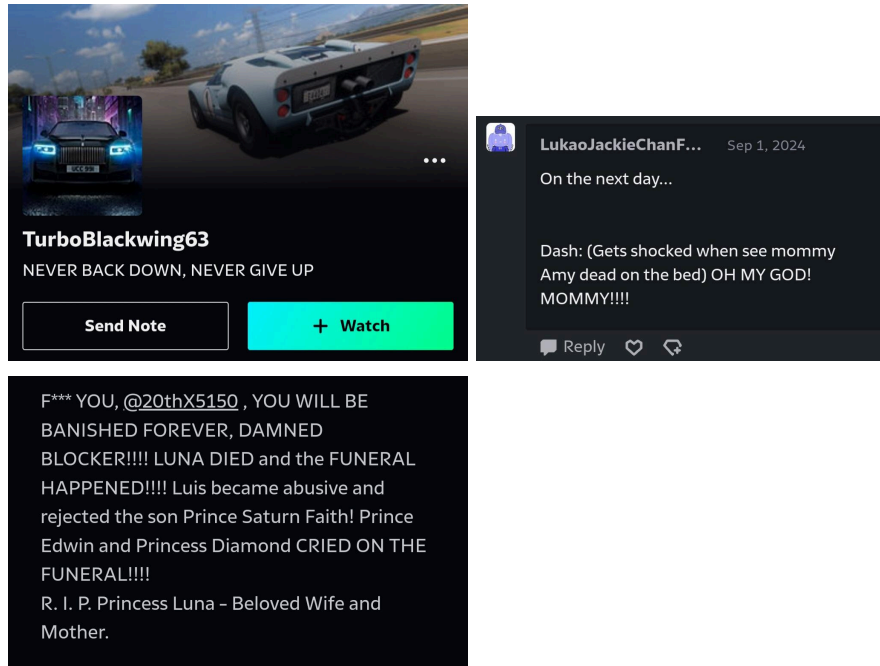 UCC 991
TurboBlackwing63
NEVER BACK DOWN, NEVER GIVE UP
Send Note
+ Watch
LukaoJackieChanF... Sep 1, 2024
On the next day...
Dash: (Gets shocked when see mommy
Amy dead on the bed) OH MY GOD!
MOMMY!!!!
Reply
F*** YOU, @20thX5150 , YOU WILL BE
BANISHED FOREVER, DAMNED
BLOCKER!!!! LUNA DIED and the FUNERAL
HAPPENED!!!! Luis became abusive and
rejected the son Prince Saturn Faith! Prince
Edwin and Princess Diamond CRIED ON THE
FUNERAL!!!!
R. I. P. Princess Luna - Beloved Wife and
Mother.